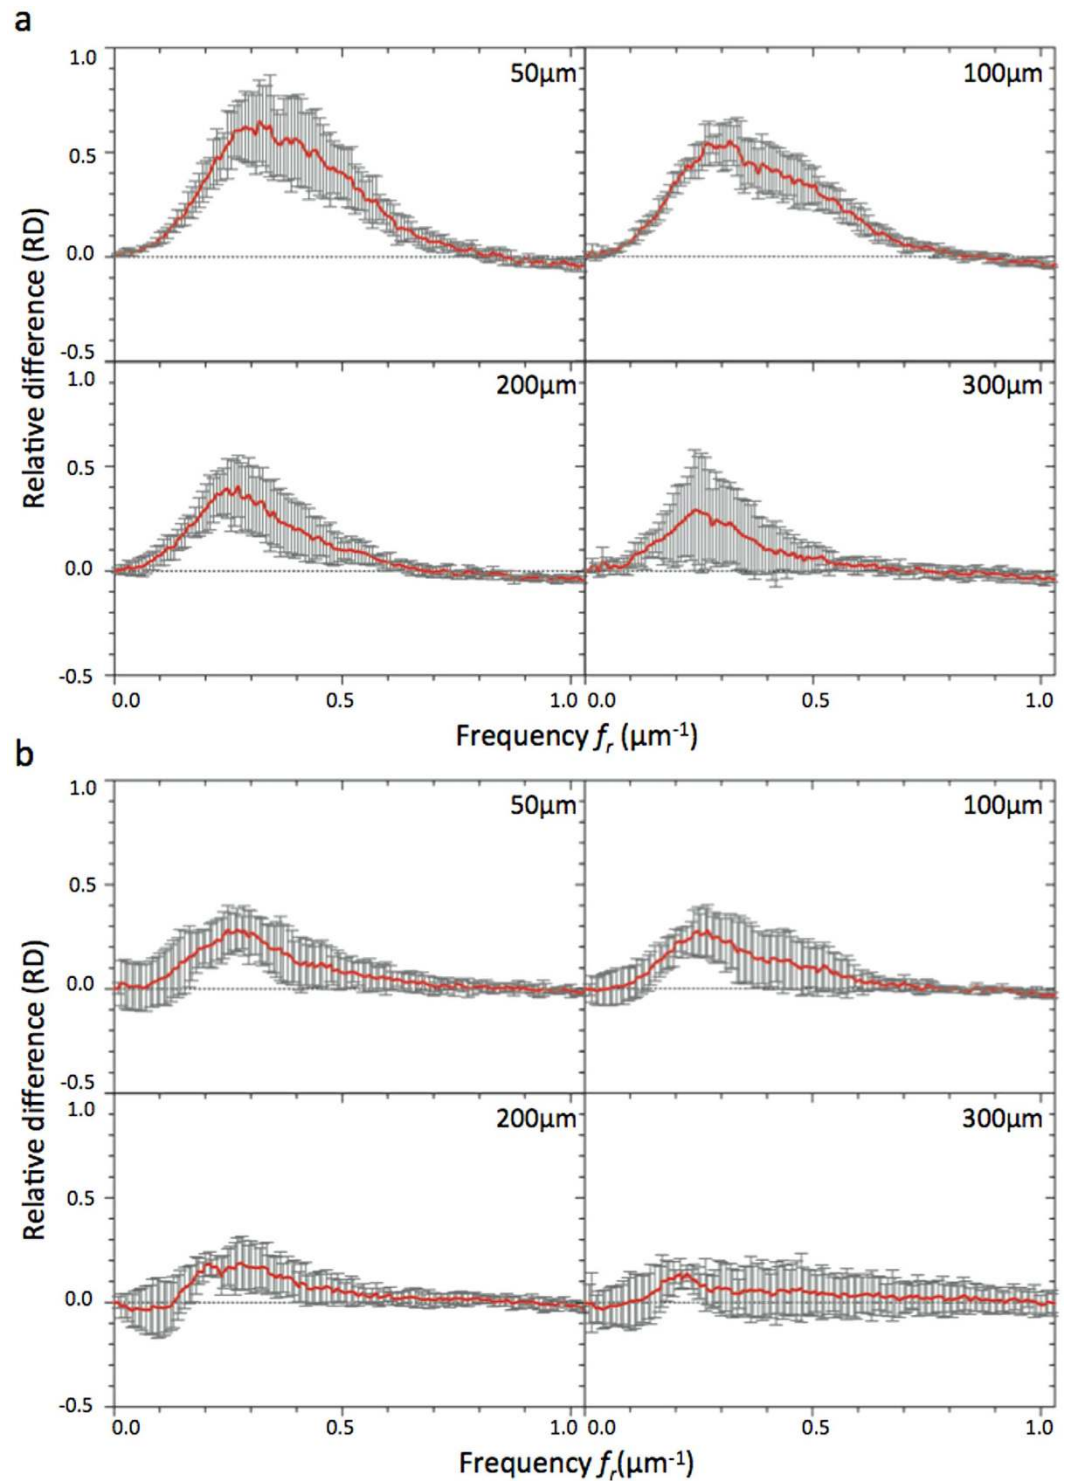 a
1.0
0.5
0.0
-0.5
50μm
100μm
1.0
0.5
0.0
-0.5
200μm
300μm
Relative difference (RD)
0.0 0.5 1.0 0.0 0.5 1.0
Frequency fr (μm-1)
b
1.0
0.5
0.0
-0.5
50μm
100μm
1.0
0.5
0.0
-0.5
200μm
300μm
Relative difference (RD)
0.0 0.5 1.0 0.0 0.5 1.0
Frequency fr(μm-1)